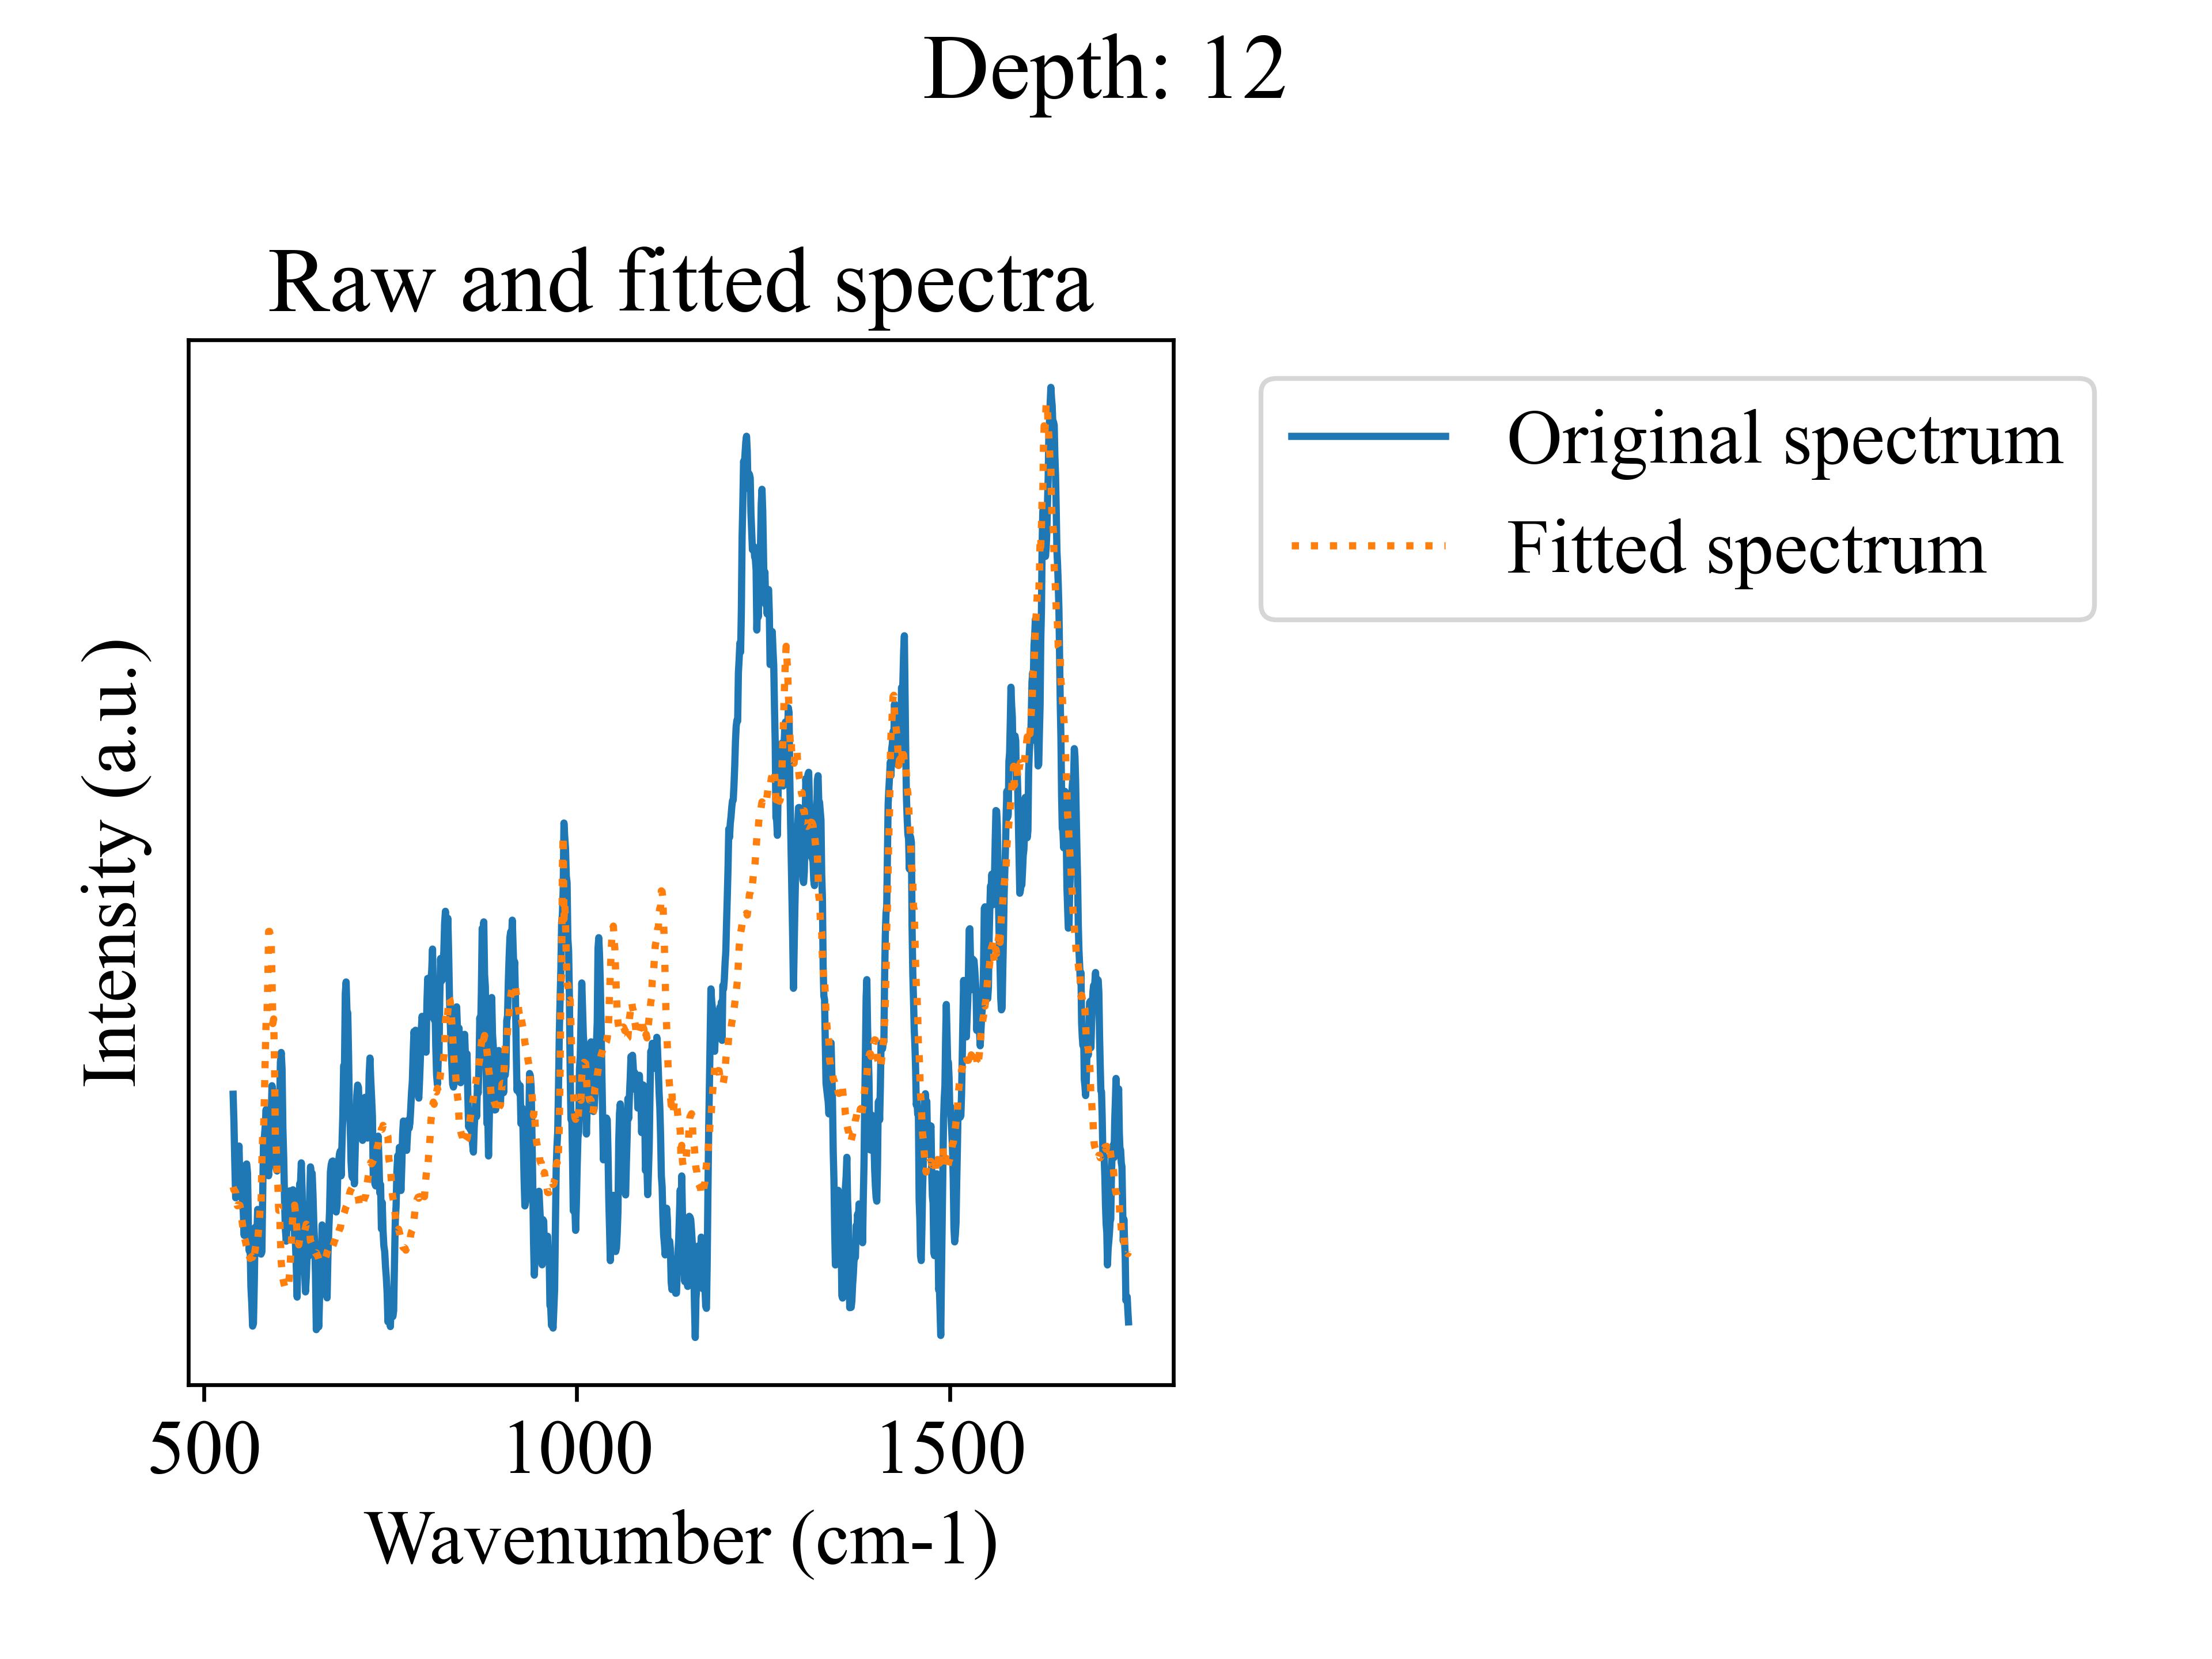 Depth: 12
Raw and fitted spectra
Original spectrum
Fitted spectrum
Intensity (a.u.)
500 1000 1500
Wavenumber (cm-1)